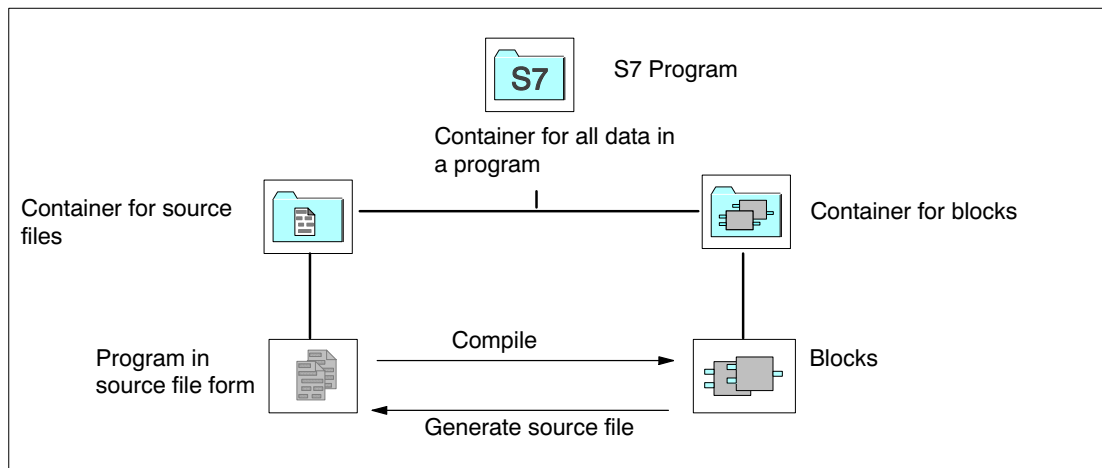 S7
S7 Program
Container for all data in
a program
Container for source
files
Container for blocks
Program in
source file form
Compile
Blocks
Generate source file